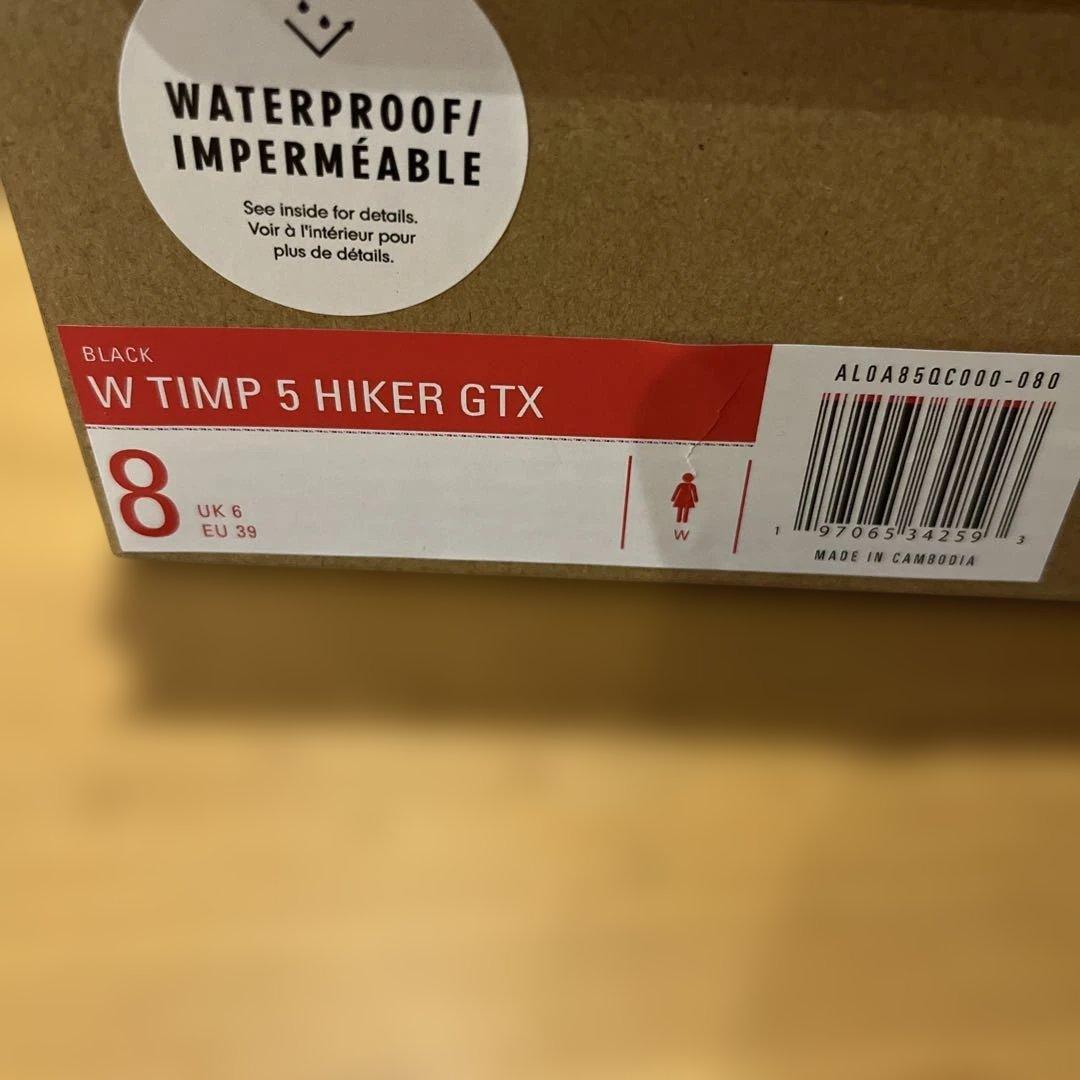 WATERPROOF/
IMPERMÉABLE
See inside for details.
Voir à l'intérieur pour
plus de détails.
BLACK
W TIMP 5 HIKER GTX
8
UK 6
EU 39
W
AL0A85QC000-080
1 97065 34259 3
MADE IN CAMBODIA